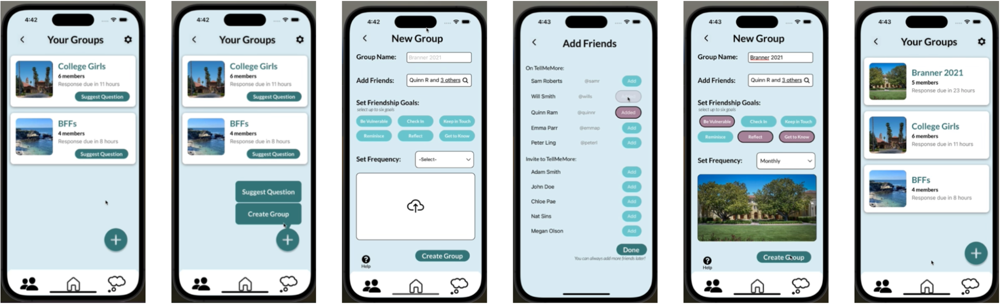 4:42
Your Groups
College Girls
6 members
Response due in 11 hours
Suggest Question
BFFs
4 members
Response due in 8 hours
Suggest Question
4:42
Your Groups
College Girls
6 members
Response due in 11 hours
Suggest Question
BFFs
4 members
Response due in 8 hours
Suggest Question
Suggest Question
Create Group
4:42
New Group
Group Name: Branner 2021
Add Friends: Quinn R and 3 others
Set Friendship Goals:
select up to six goals
Be Vulnerable Check In Keep in Touch
Reminisce Reflect Get to Know
Set Frequency: -Select-
Create Group
Help
4:43
Add Friends
On TellMeMore:
Sam Roberts @samr Add
Will Smith @wills
Quinn Ram @quinnr Added
Emma Parr @emmap Add
Peter Ling @peterl Add
Invite to TellMeMore:
Adam Smith Add
John Doe Add
Chloe Pae Add
Nat Sins Add
Megan Olson Add
Done
You can always add more friends later!
4:43
New Group
Group Name: Branner 2021
Add Friends: Quinn R and 3 others
Set Friendship Goals:
select up to six goals
Be Vulnerable Check In Keep in Touch
Reminisce Reflect Get to Know
Set Frequency: Monthly
Create Group
Help
4:43
Your Groups
Branner 2021
5 members
Response due in 23 hours
College Girls
6 members
Response due in 11 hours
BFFs
4 members
Response due in 8 hours